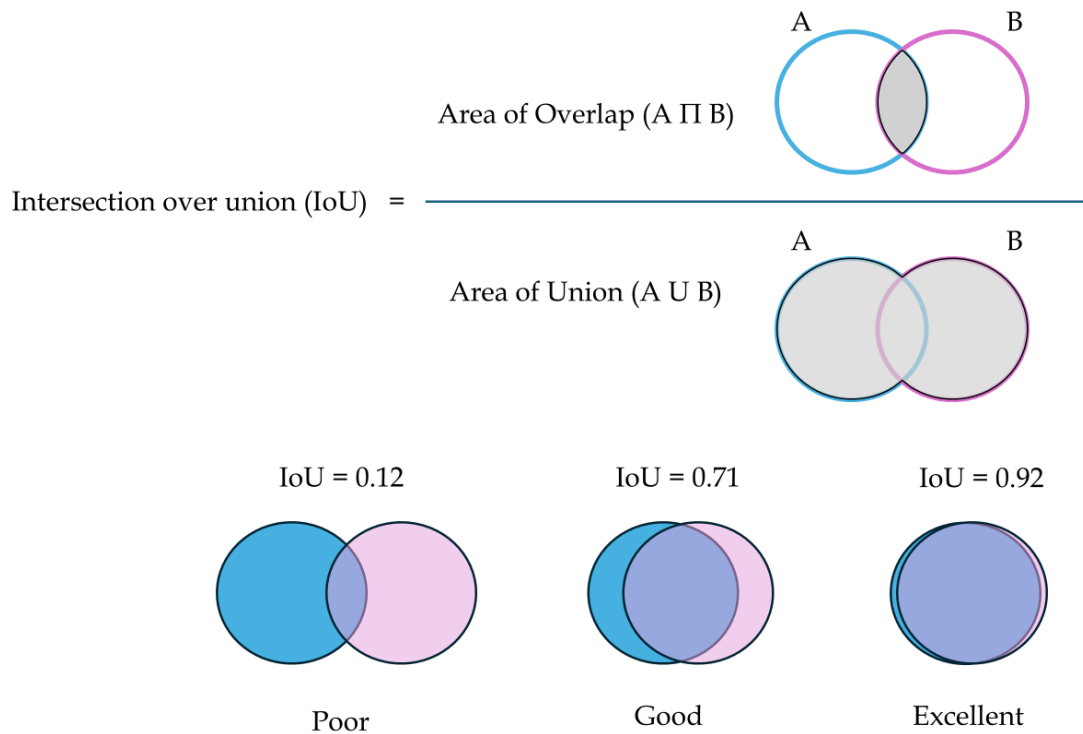 A B
Area of Overlap (A Π B)
Intersection over union (IoU) =
A B
Area of Union (A U B)
IoU = 0.12 IoU = 0.71 IoU = 0.92
Poor Good Excellent